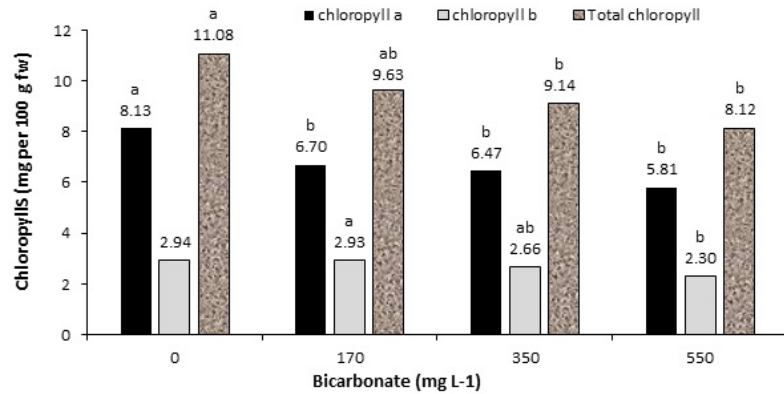 chloropyll a chloropyll b Total chloropyll
Chloropylls (mg per 100 g fw)
12
10
8
6
4
2
0
a
8.13
2.94
a
11.08
b
6.70
a
2.93
ab
9.63
b
6.47
ab
2.66
b
9.14
b
5.81
b
2.30
b
8.12
0 170 350 550
Bicarbonate (mg L-1)